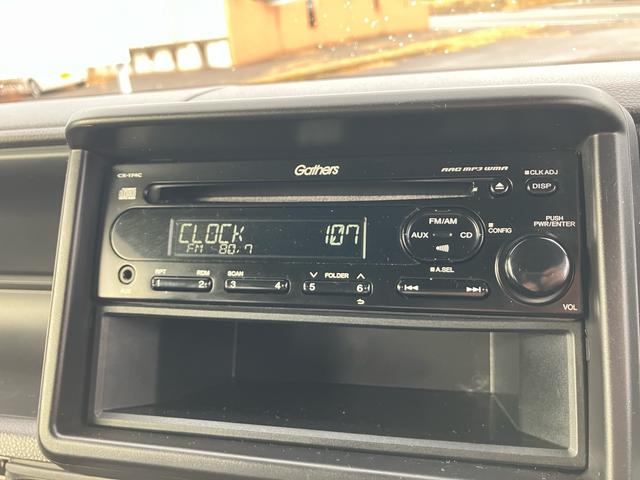 Gathers
CX-174C
AAC MP3 WMA
CLK ADJ
DISP
CLOCK 107
FM 80.7
FM/AM
AUX CD
CONFIG
PUSH
PWR/ENTER
A.SEL
VOL
RPT RDM SCAN FOLDER
1 2 3 4 5 6
AUX